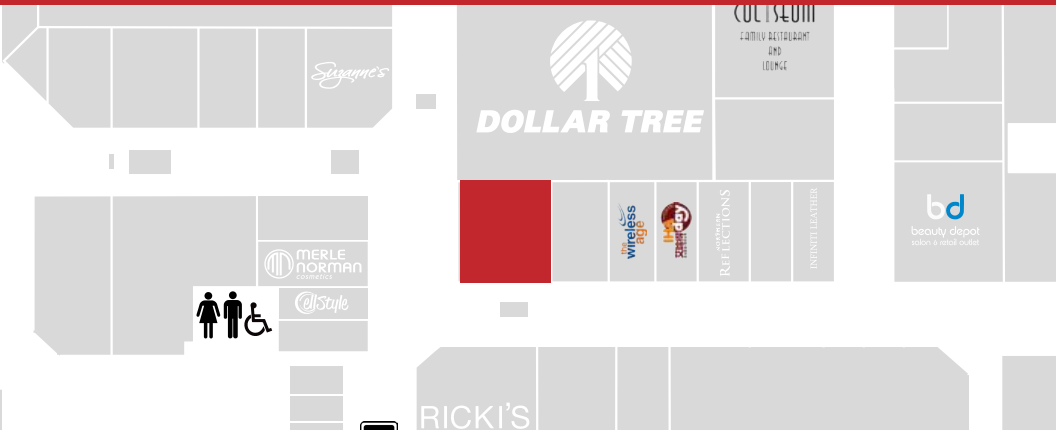 COLISEUM
FAMILY RESTAURANT
AND
LOUNGE
Suzanne's
DOLLAR TREE
the
wireless
age
NORTHERN
REFLECTIONS
INFINITI LEATHER
bd
beauty depot
salon & retail outlet
MERLE
NORMAN
COSMETICS
CellStyle
RICKI'S